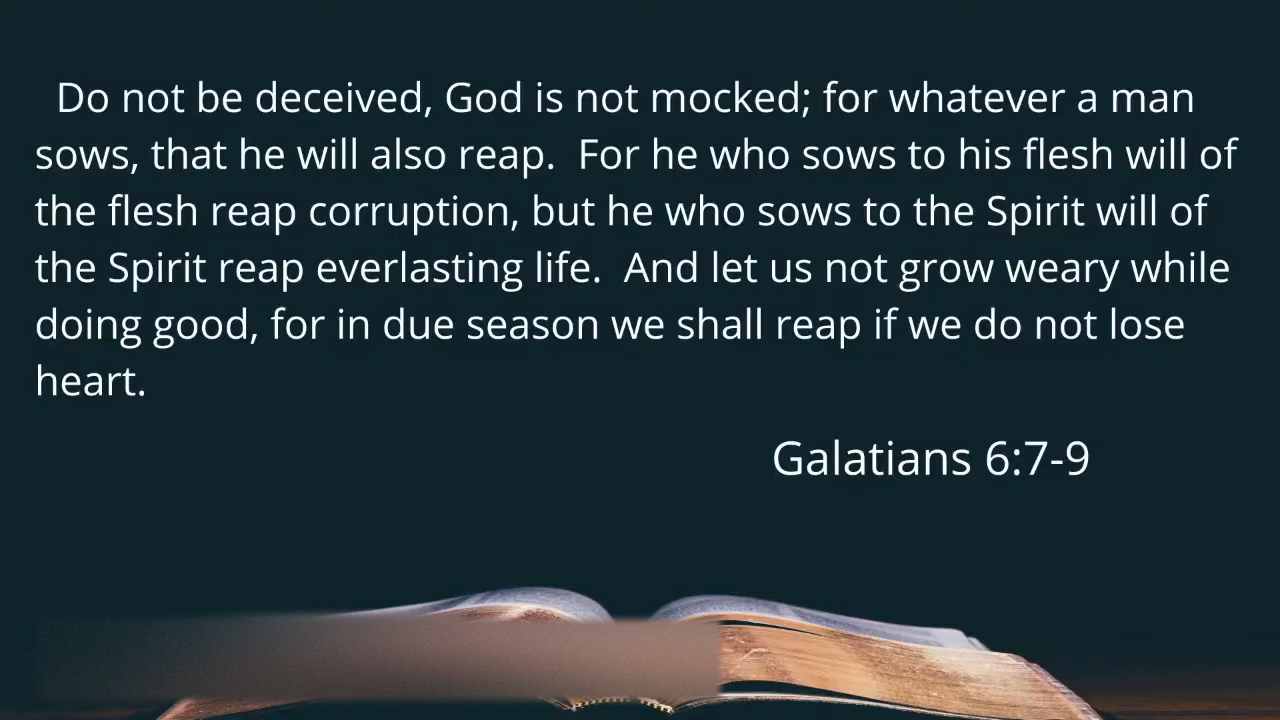 Do not be deceived, God is not mocked; for whatever a man
sows, that he will also reap.  For he who sows to his flesh will of
the flesh reap corruption, but he who sows to the Spirit will of
the Spirit reap everlasting life.  And let us not grow weary while
doing good, for in due season we shall reap if we do not lose
heart.
Galatians 6:7-9